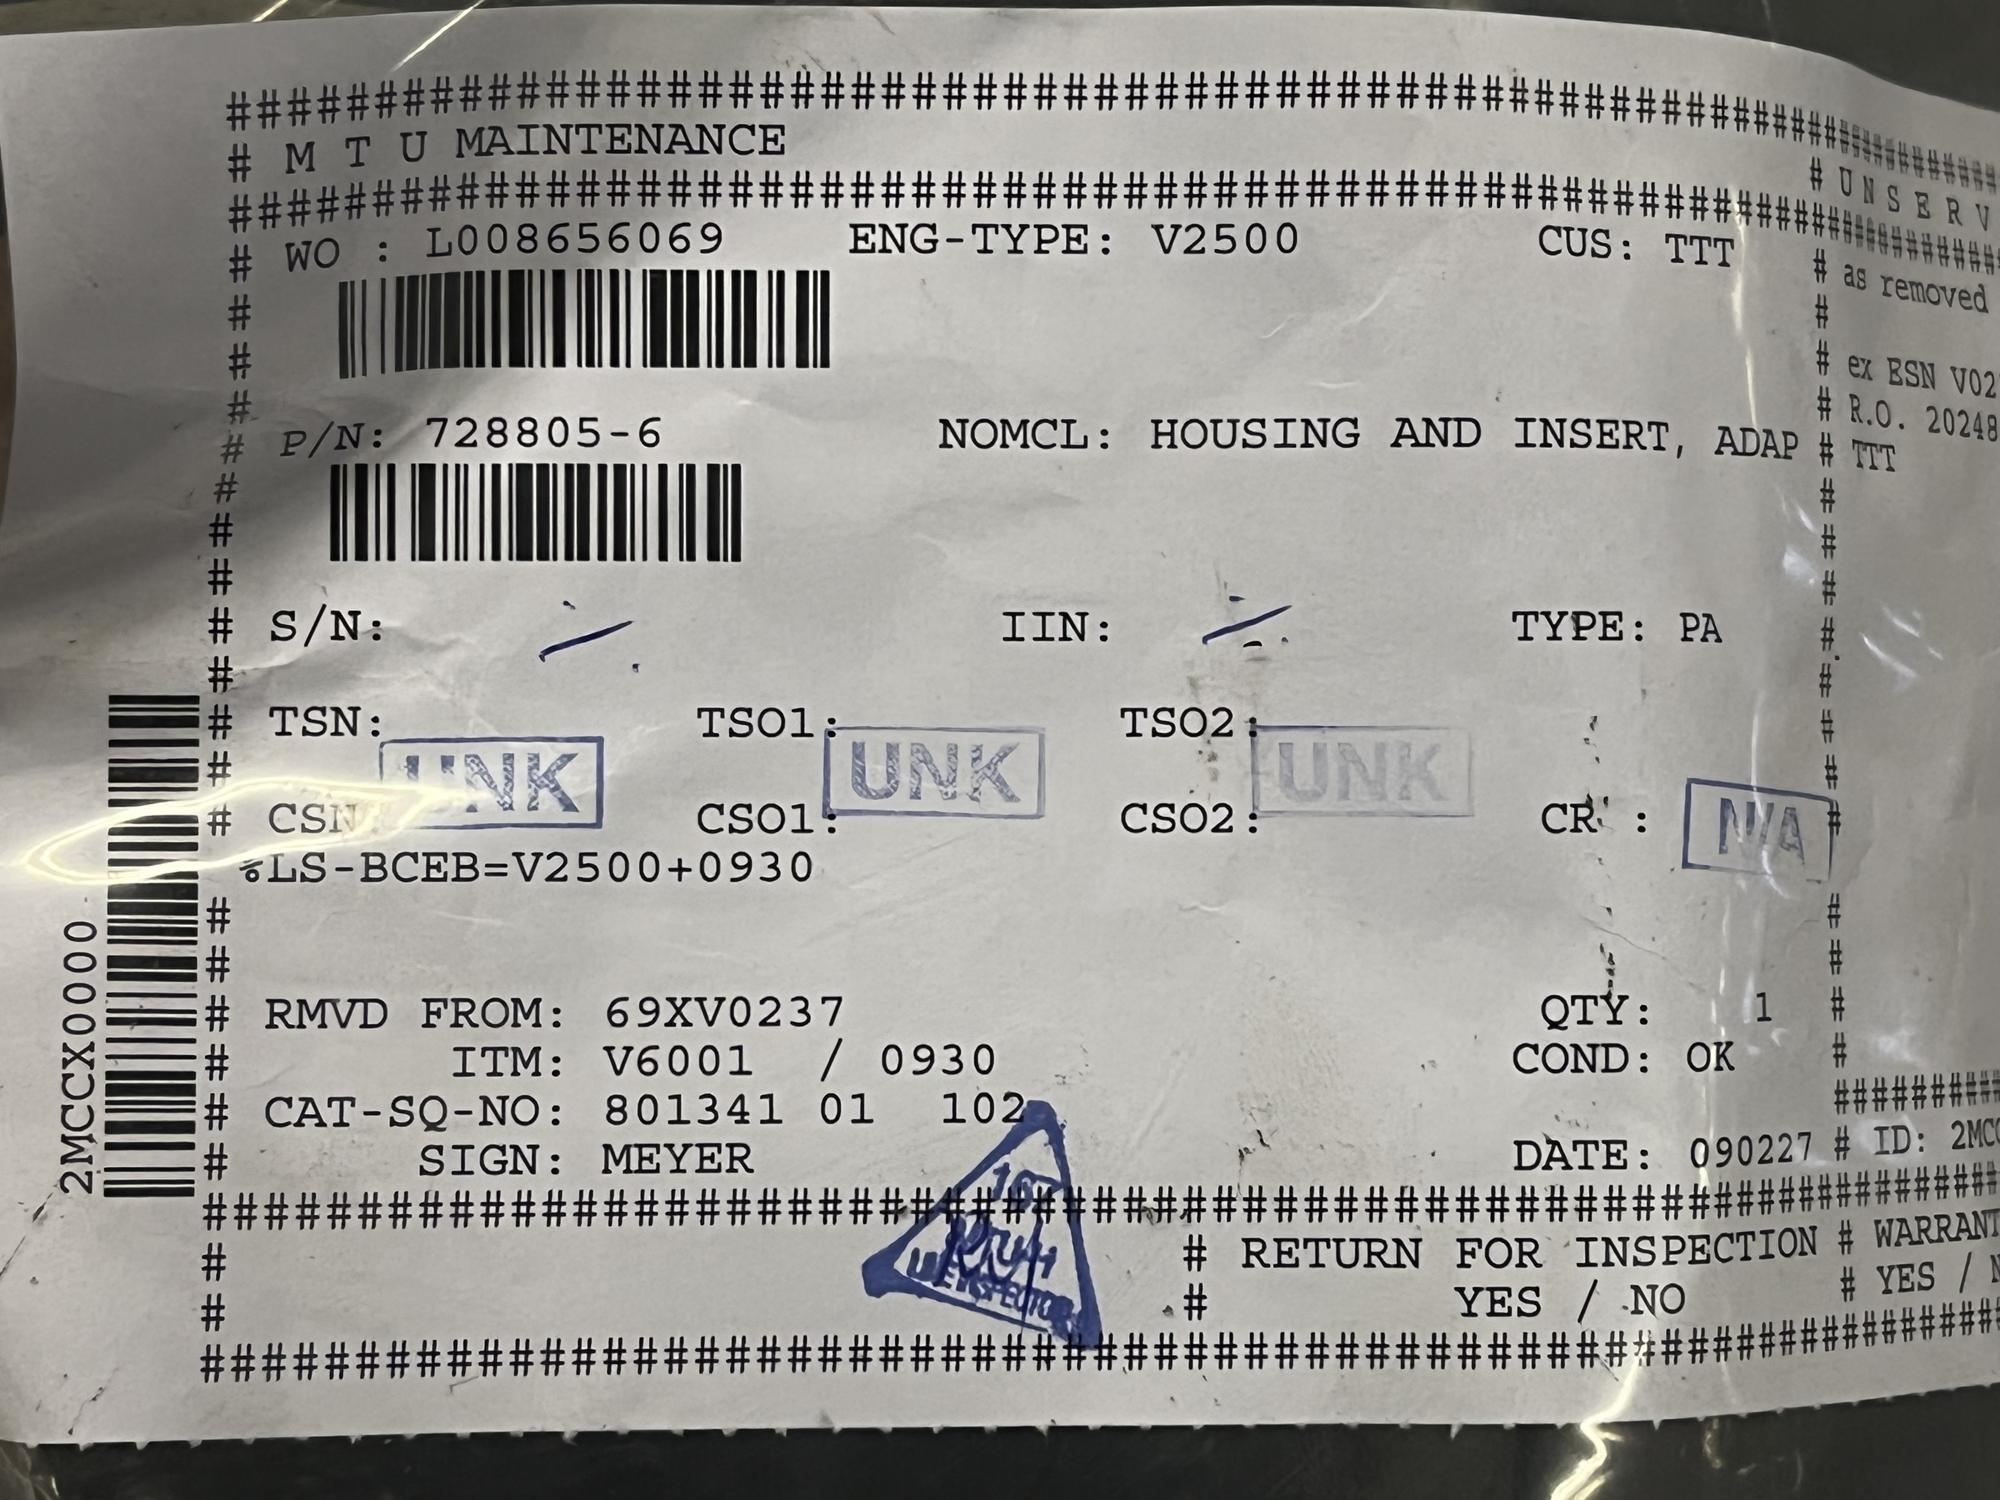 ################################################
# M T U MAINTENANCE # U N S E R V
################################################
# WO : L008656069 ENG-TYPE: V2500 CUS: TTT # as removed
# P/N: 728805-6 NOMCL: HOUSING AND INSERT, ADAP
# ex ESN V02
# R.O. 20248
# TTT
# S/N: IIN: TYPE: PA #
# TSN: TSO1: TSO2: #
UNK UNK UNK
# CSN CSO1: CSO2: CR : N/A #
%LS-BCEB=V2500+0930
# RMVD FROM: 69XV0237 QTY: 1 #
# ITM: V6001 / 0930 COND: OK #
# CAT-SQ-NO: 801341 01 102
# SIGN: MEYER DATE: 090227 # ID: 2MCC
################################################
# # RETURN FOR INSPECTION # WARRANT
# # YES / NO # YES / N
################################################
2MCCX0000